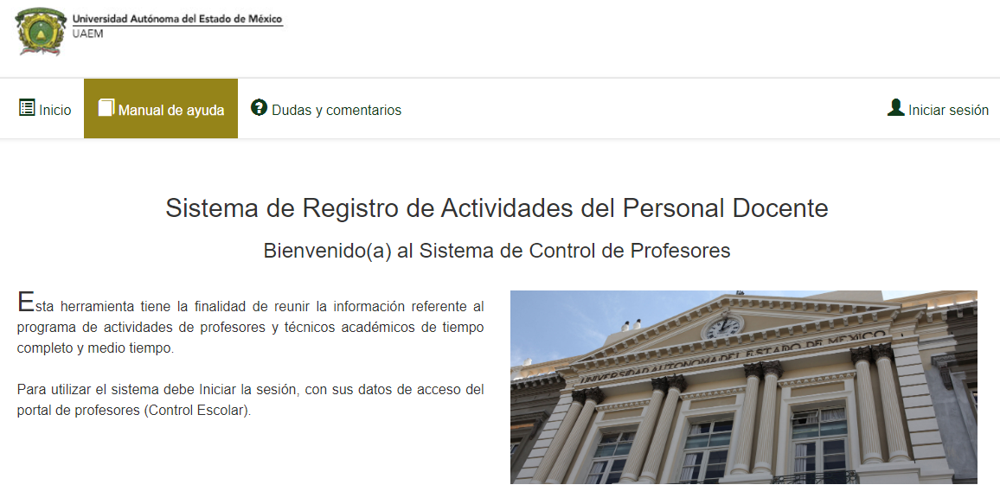 Universidad Autónoma del Estado de México
UAEM
Inicio
Manual de ayuda
Dudas y comentarios
Iniciar sesión
Sistema de Registro de Actividades del Personal Docente
Bienvenido(a) al Sistema de Control de Profesores
Esta herramienta tiene la finalidad de reunir la información referente al
programa de actividades de profesores y técnicos académicos de tiempo
completo y medio tiempo.
Para utilizar el sistema debe Iniciar la sesión, con sus datos de acceso del
portal de profesores (Control Escolar).
UNIVERSIDAD AUTONOMA DEL ESTADO DE MEXICO